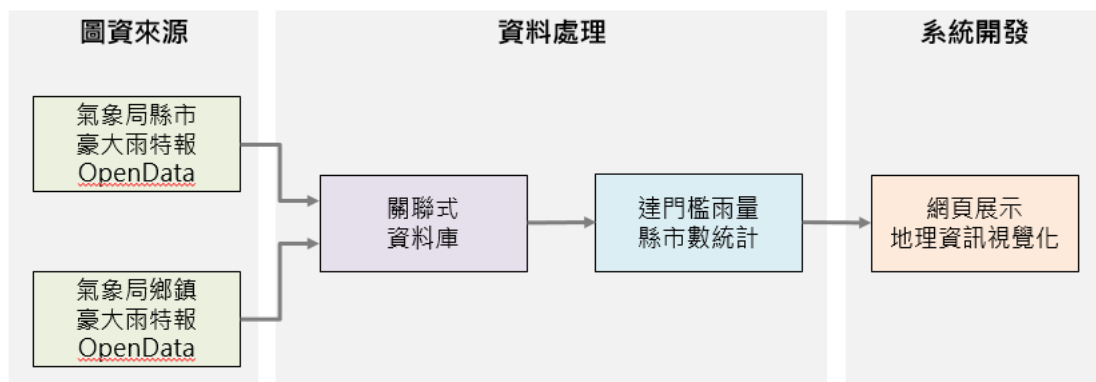 圖資來源
資料處理
系統開發
氣象局縣市
豪大雨特報
OpenData
氣象局鄉鎮
豪大雨特報
OpenData
關聯式
資料庫
達門檻雨量
縣市數統計
網頁展示
地理資訊視覺化